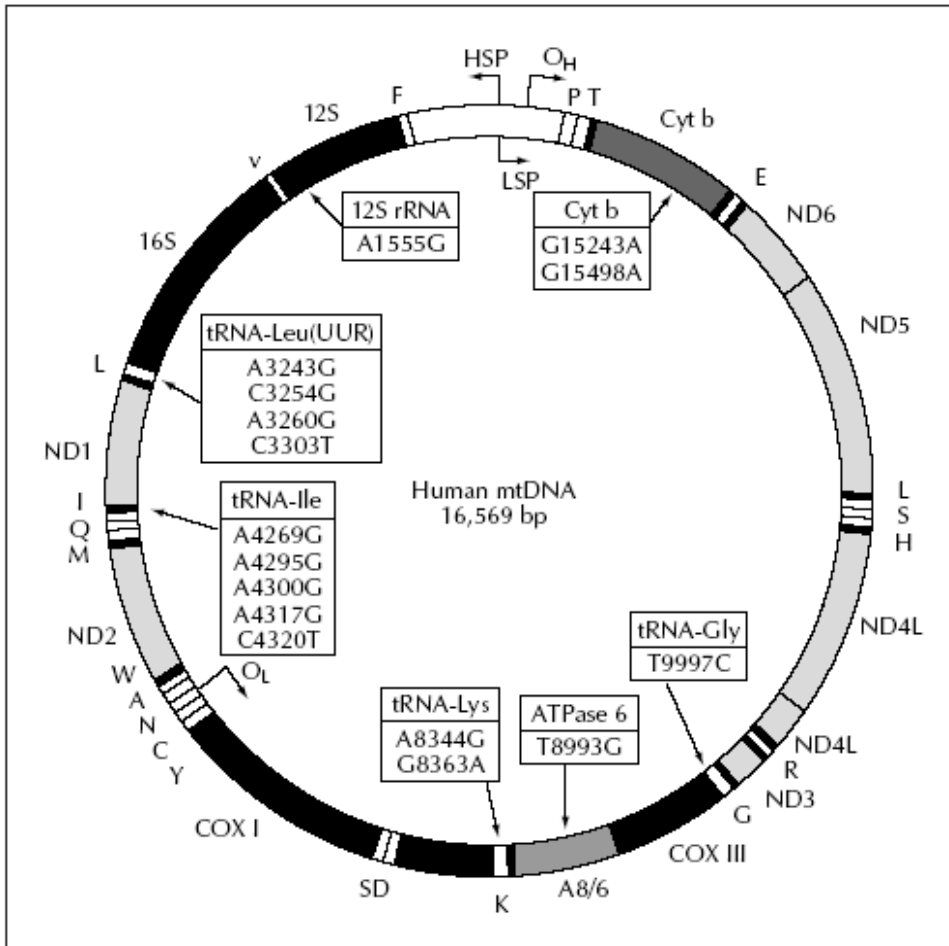 HSP
OH
F
P T
12S
Cyt b
LSP
V
E
ND6
12S rRNA
A1555G
Cyt b
G15243A
G15498A
16S
ND5
tRNA-Leu(UUR)
A3243G
C3254G
A3260G
C3303T
L
ND1
Human mtDNA
16,569 bp
I
Q
M
tRNA-Ile
A4269G
A4295G
A4300G
A4317G
C4320T
L
S
H
ND2
tRNA-Gly
T9997C
ND4L
W
A
N
C
Y
OL
tRNA-Lys
A8344G
G8363A
ATPase 6
T8993G
ND4L
R
ND3
G
COX I
COX III
SD
K
A8/6